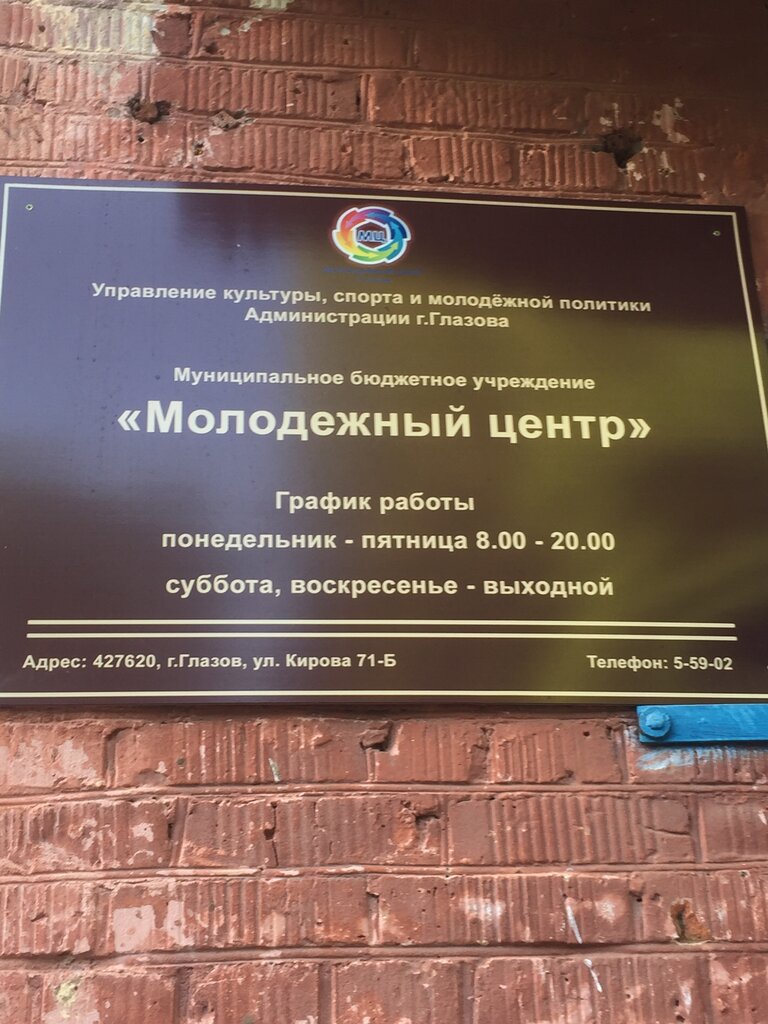 МЦ
Управление культуры, спорта и молодёжной политики
Администрации г.Глазова
Муниципальное бюджетное учреждение
«Молодежный центр»
График работы
понедельник - пятница 8.00 - 20.00
суббота, воскресенье - выходной
Адрес: 427620, г.Глазов, ул. Кирова 71-Б
Телефон: 5-59-02